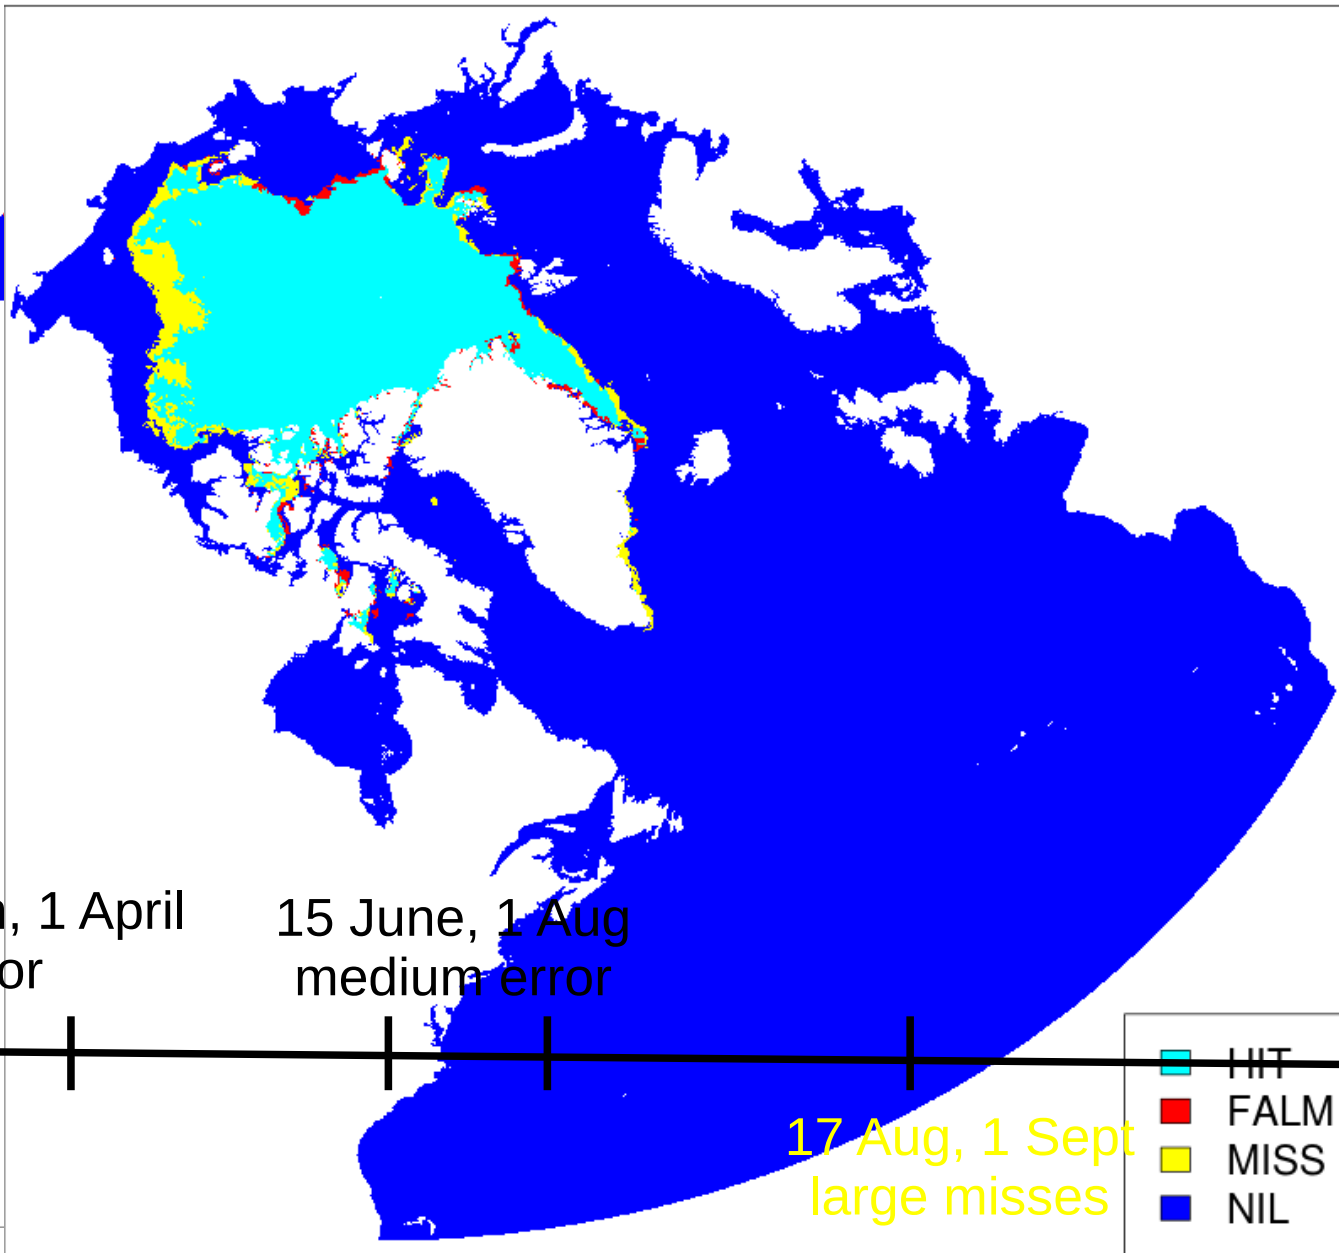 , 1 April
or
15 June, 1 Aug
medium error
17 Aug, 1 Sept
large misses
HIT
FALM
MISS
NIL